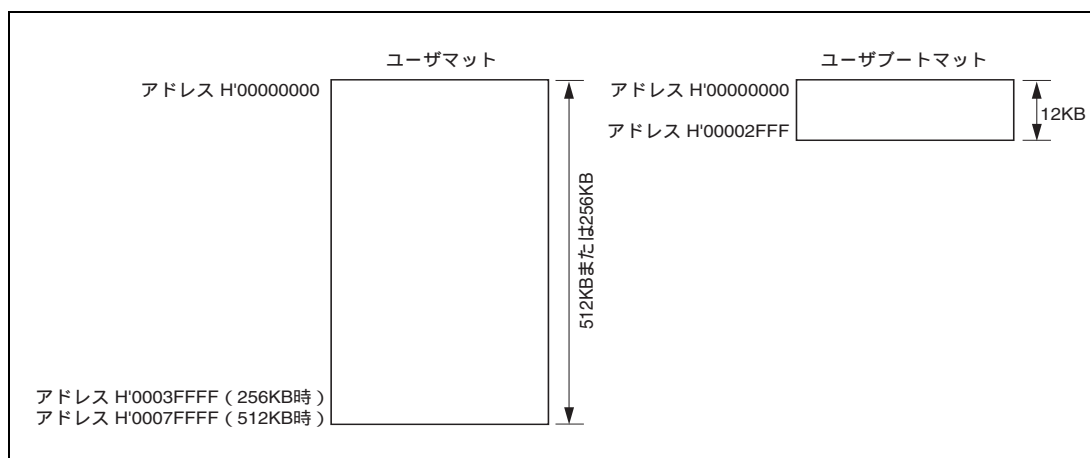 ユーザマット
アドレス H'00000000
512KBまたは256KB
アドレス H'0003FFFF ( 256KB時 )
アドレス H'0007FFFF ( 512KB時 )
ユーザブートマット
アドレス H'00000000
アドレス H'00002FFF
12KB